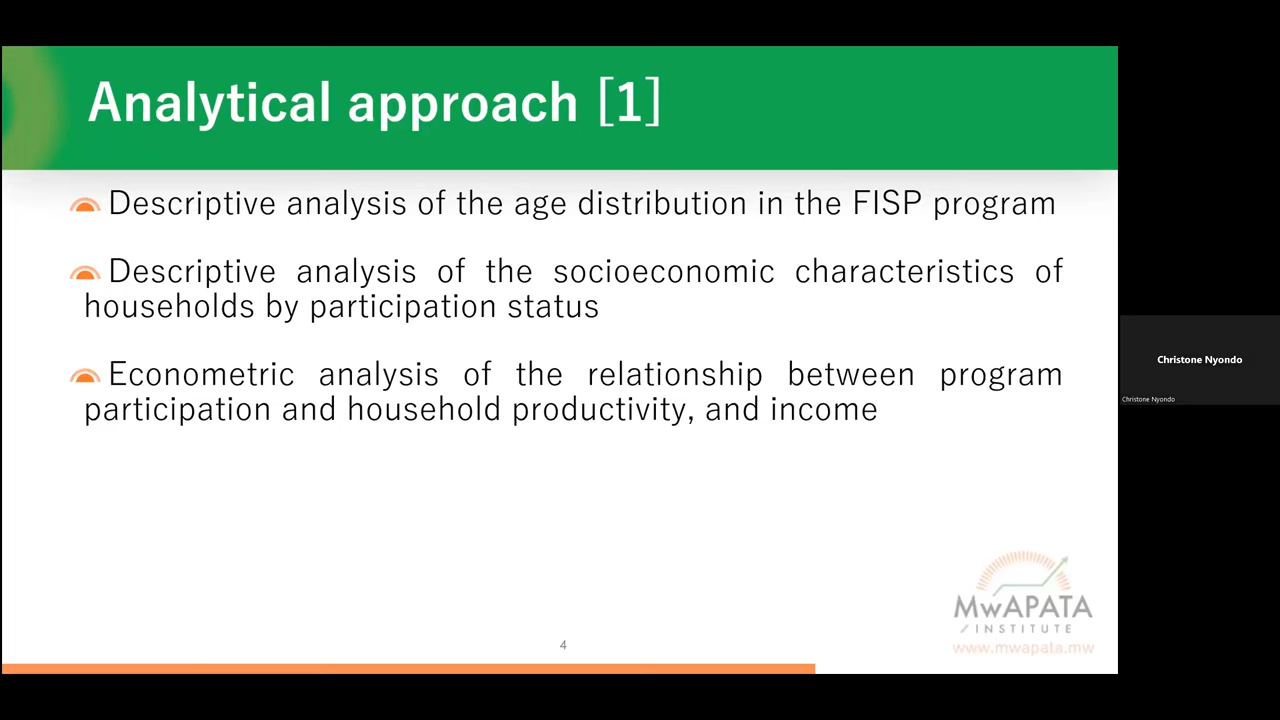 Analytical approach [1]
Descriptive analysis of the age distribution in the FISP program
Descriptive analysis of the socioeconomic characteristics of
households by participation status
Econometric analysis of the relationship between program
participation and household productivity, and income
MwAPATA
INSTITUTE
www.mwapata.mw
4
Christone Nyondo
Christone Nyondo